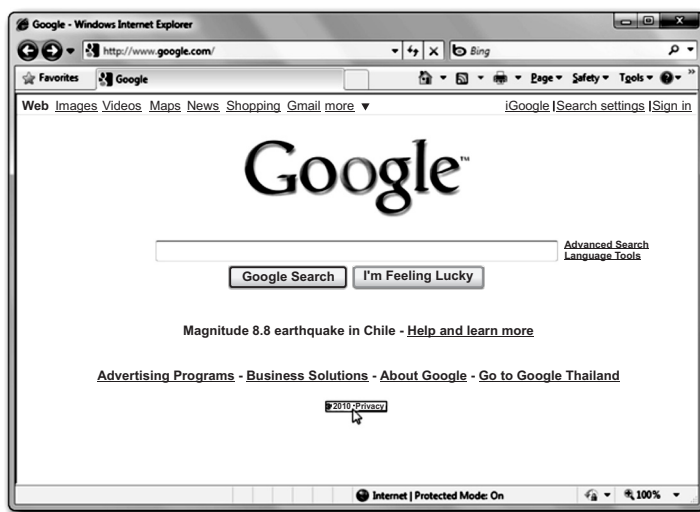 Google - Windows Internet Explorer
http://www.google.com/ Bing
Favorites Google Page Safety Tools
Web Images Videos Maps News Shopping Gmail more ▼ iGoogle | Search settings | Sign in
Google™
Advanced Search
Language Tools
Google Search I'm Feeling Lucky
Magnitude 8.8 earthquake in Chile - Help and learn more
Advertising Programs - Business Solutions - About Google - Go to Google Thailand
2010 - Privacy
Internet | Protected Mode: On 100%